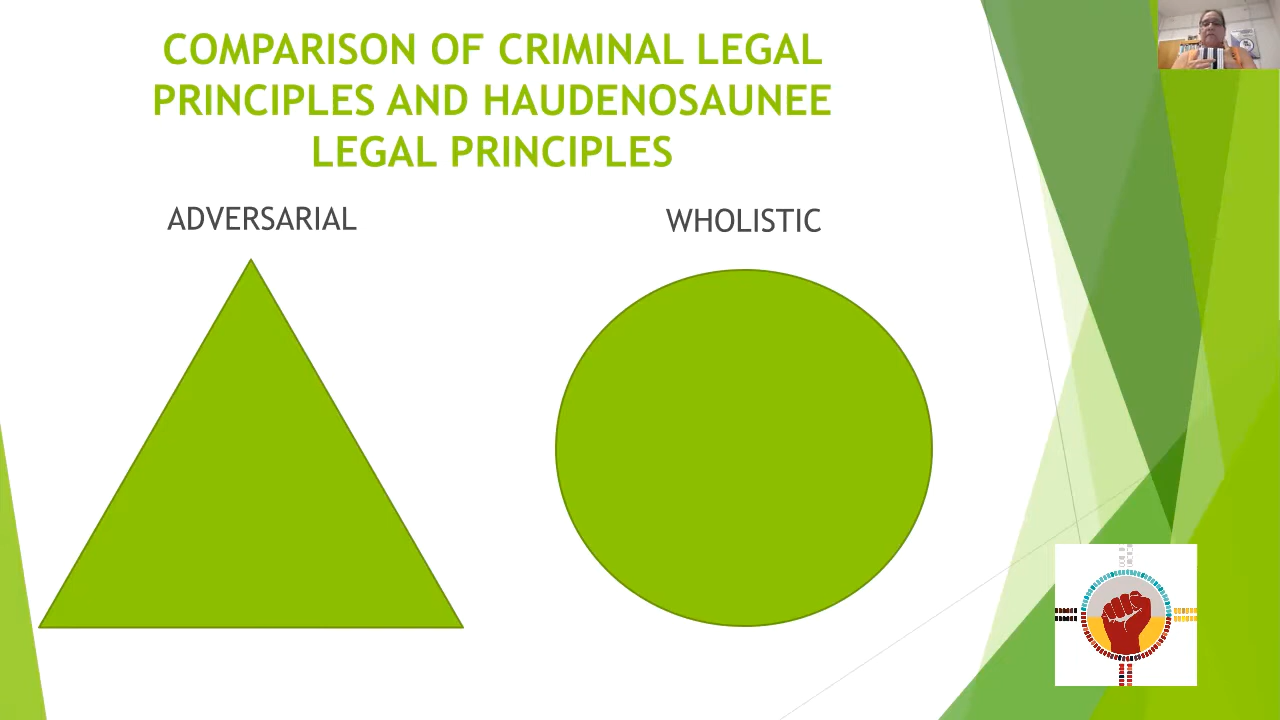 COMPARISON OF CRIMINAL LEGAL
PRINCIPLES AND HAUDENOSAUNEE
LEGAL PRINCIPLES
ADVERSARIAL
WHOLISTIC